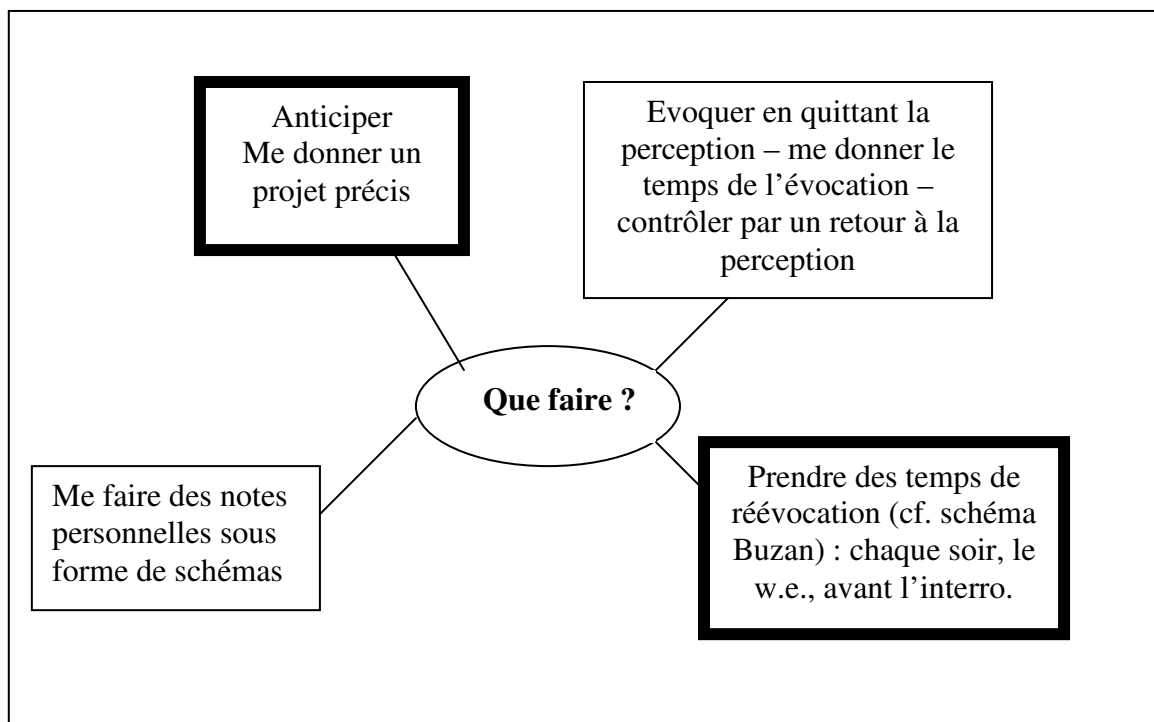 Anticiper
Me donner un
projet précis
Evoquer en quittant la
perception – me donner le
temps de l’évocation –
contrôler par un retour à la
perception
Que faire ?
Me faire des notes
personnelles sous
forme de schémas
Prendre des temps de
réévocation (cf. schéma
Buzan) : chaque soir, le
w.e., avant l’interro.